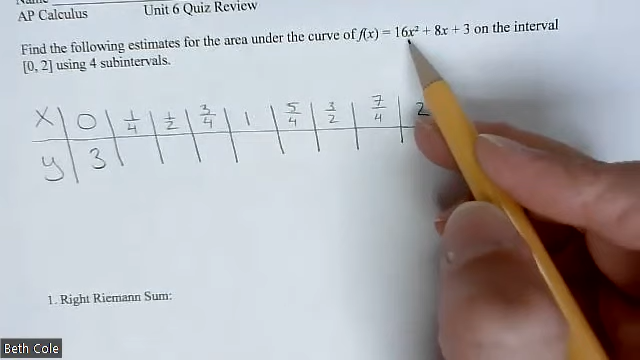 AP Calculus Unit 6 Quiz Review
Find the following estimates for the area under the curve of f(x) = 16x² + 8x + 3 on the interval
[0, 2] using 4 subintervals.
X 0 1/4 1/2 3/4 1 5/4 3/2 7/4 2
y 3
1. Right Riemann Sum:
Beth Cole